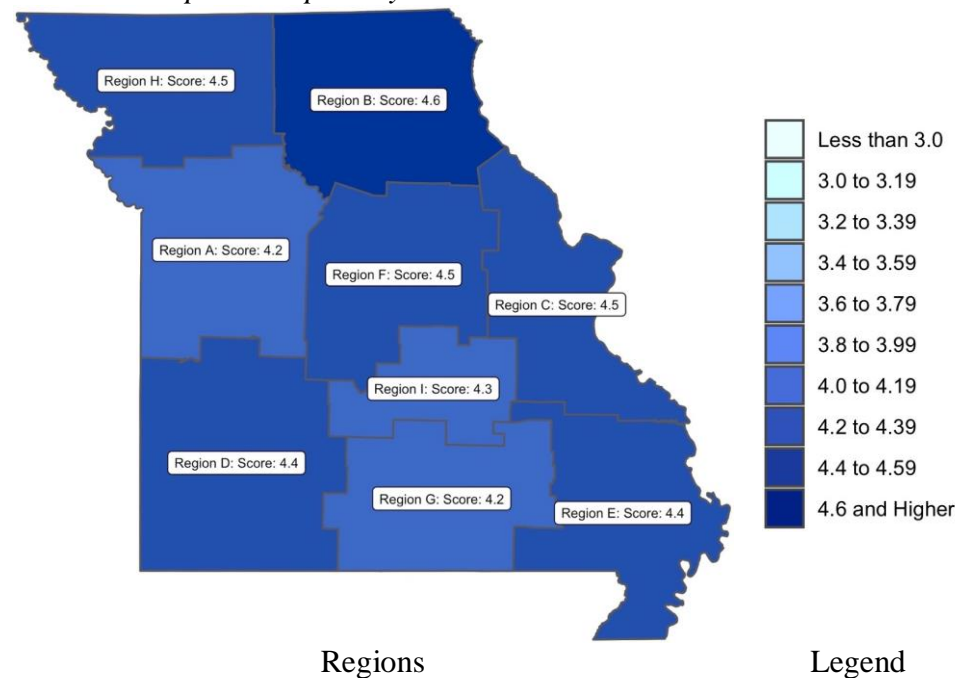 Region H: Score: 4.5
Region B: Score: 4.6
Region A: Score: 4.2
Region F: Score: 4.5
Region C: Score: 4.5
Region I: Score: 4.3
Region D: Score: 4.4
Region G: Score: 4.2
Region E: Score: 4.4
Less than 3.0
3.0 to 3.19
3.2 to 3.39
3.4 to 3.59
3.6 to 3.79
3.8 to 3.99
4.0 to 4.19
4.2 to 4.39
4.4 to 4.59
4.6 and Higher
Regions
Legend